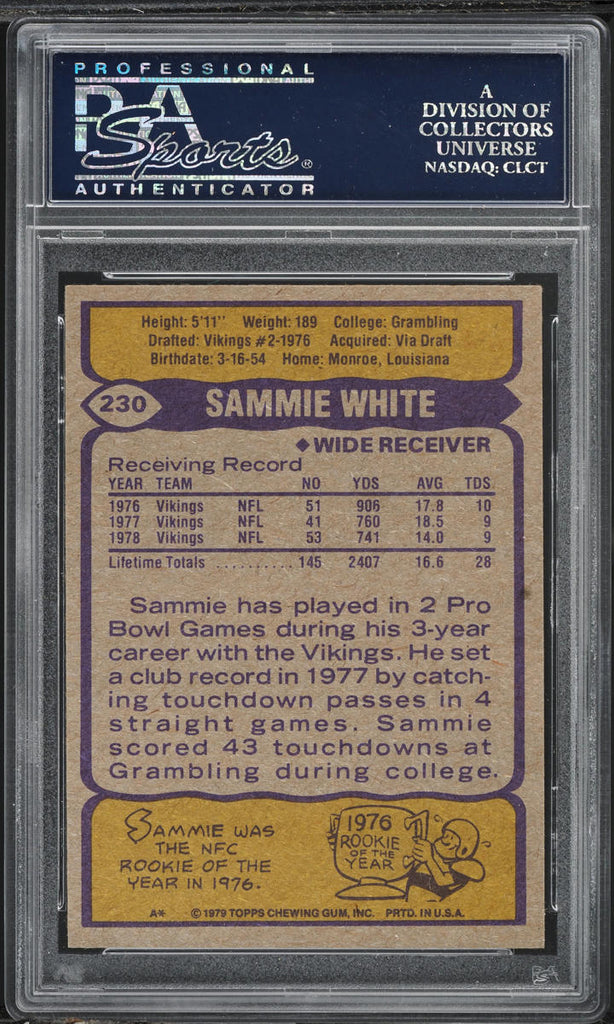 PROFESSIONAL
PSA
Sports®
AUTHENTICATOR
A
DIVISION OF
COLLECTORS
UNIVERSE
NASDAQ: CLCT
Height: 5'11" Weight: 189 College: Grambling
Drafted: Vikings #2-1976 Acquired: Via Draft
Birthdate: 3-16-54 Home: Monroe, Louisiana
230 SAMMIE WHITE
◆WIDE RECEIVER
Receiving Record
YEAR TEAM NO YDS AVG TDS
1976 Vikings NFL 51 906 17.8 10
1977 Vikings NFL 41 760 18.5 9
1978 Vikings NFL 53 741 14.0 9
Lifetime Totals .......... 145 2407 16.6 28
Sammie has played in 2 Pro
Bowl Games during his 3-year
career with the Vikings. He set
a club record in 1977 by catch-
ing touchdown passes in 4
straight games. Sammie
scored 43 touchdowns at
Grambling during college.
SAMMIE WAS
THE NFC
ROOKIE OF THE
YEAR IN 1976.
1976
ROOKIE
OF THE
YEAR
A* © 1979 TOPPS CHEWING GUM, INC. PRTD. IN U.S.A.
PSA